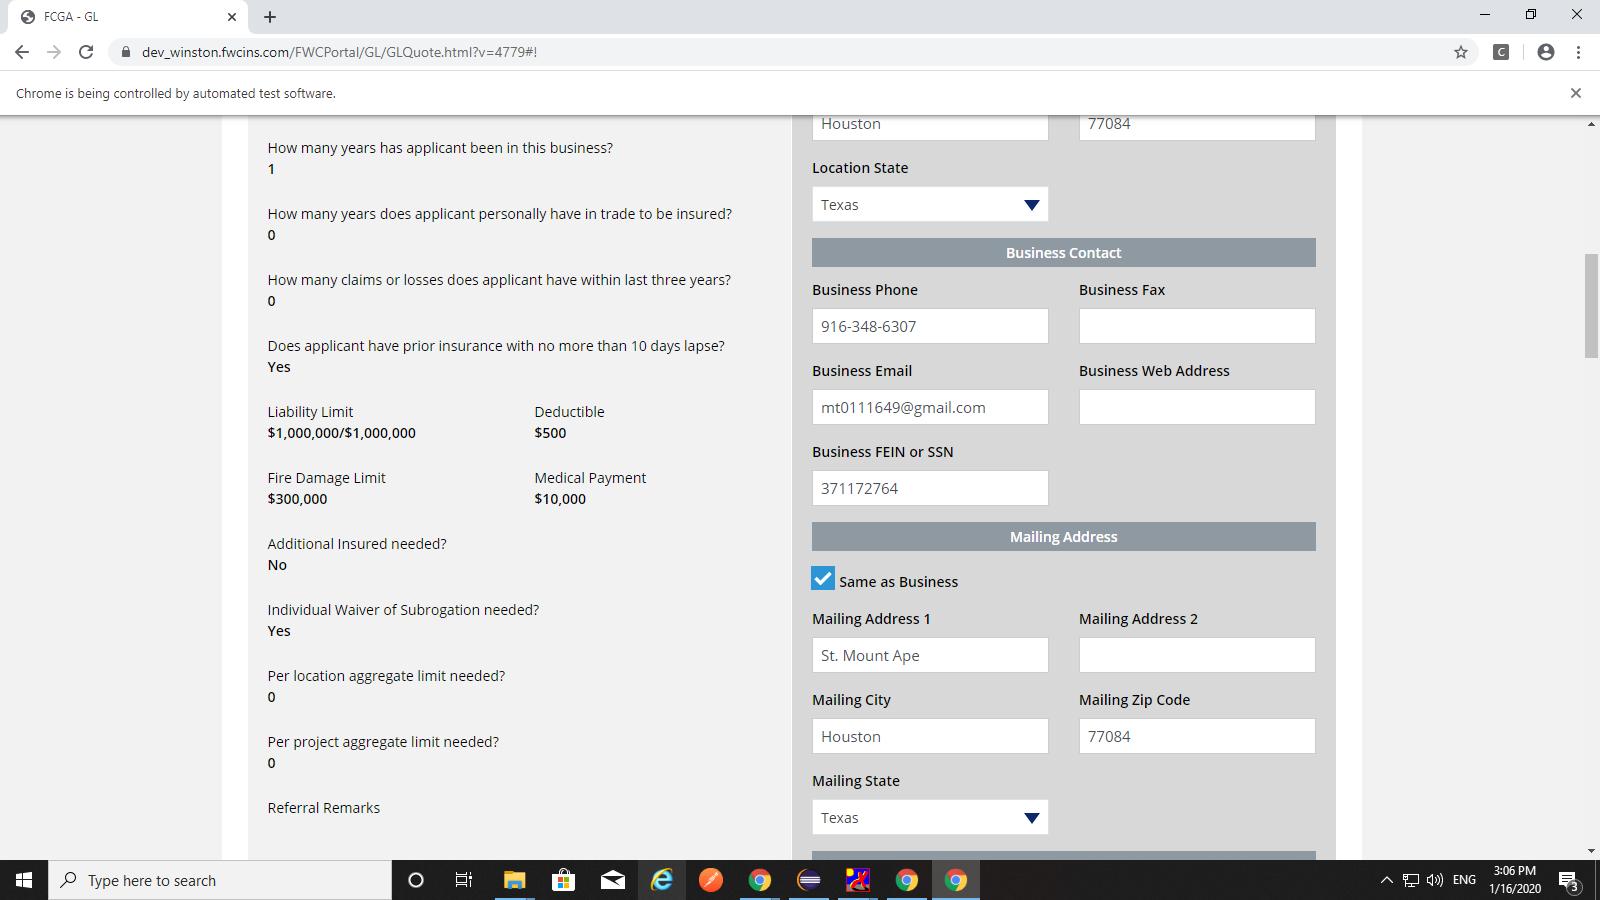 FCGA - GL
dev_winston.fwcins.com/FWCPortal/GL/GLQuote.html?v=4779#!
C
Chrome is being controlled by automated test software.
How many years has applicant been in this business?
1
How many years does applicant personally have in trade to be insured?
0
How many claims or losses does applicant have within last three years?
0
Does applicant have prior insurance with no more than 10 days lapse?
Yes
Liability Limit Deductible
$1,000,000/$1,000,000 $500
Fire Damage Limit Medical Payment
$300,000 $10,000
Additional Insured needed?
No
Individual Waiver of Subrogation needed?
Yes
Per location aggregate limit needed?
0
Per project aggregate limit needed?
0
Referral Remarks
Houston 77084
Location State
Texas
Business Contact
Business Phone Business Fax
916-348-6307
Business Email Business Web Address
mt0111649@gmail.com
Business FEIN or SSN
371172764
Mailing Address
Same as Business
Mailing Address 1 Mailing Address 2
St. Mount Ape
Mailing City Mailing Zip Code
Houston 77084
Mailing State
Texas
Type here to search
ENG
3:06 PM
1/16/2020
3